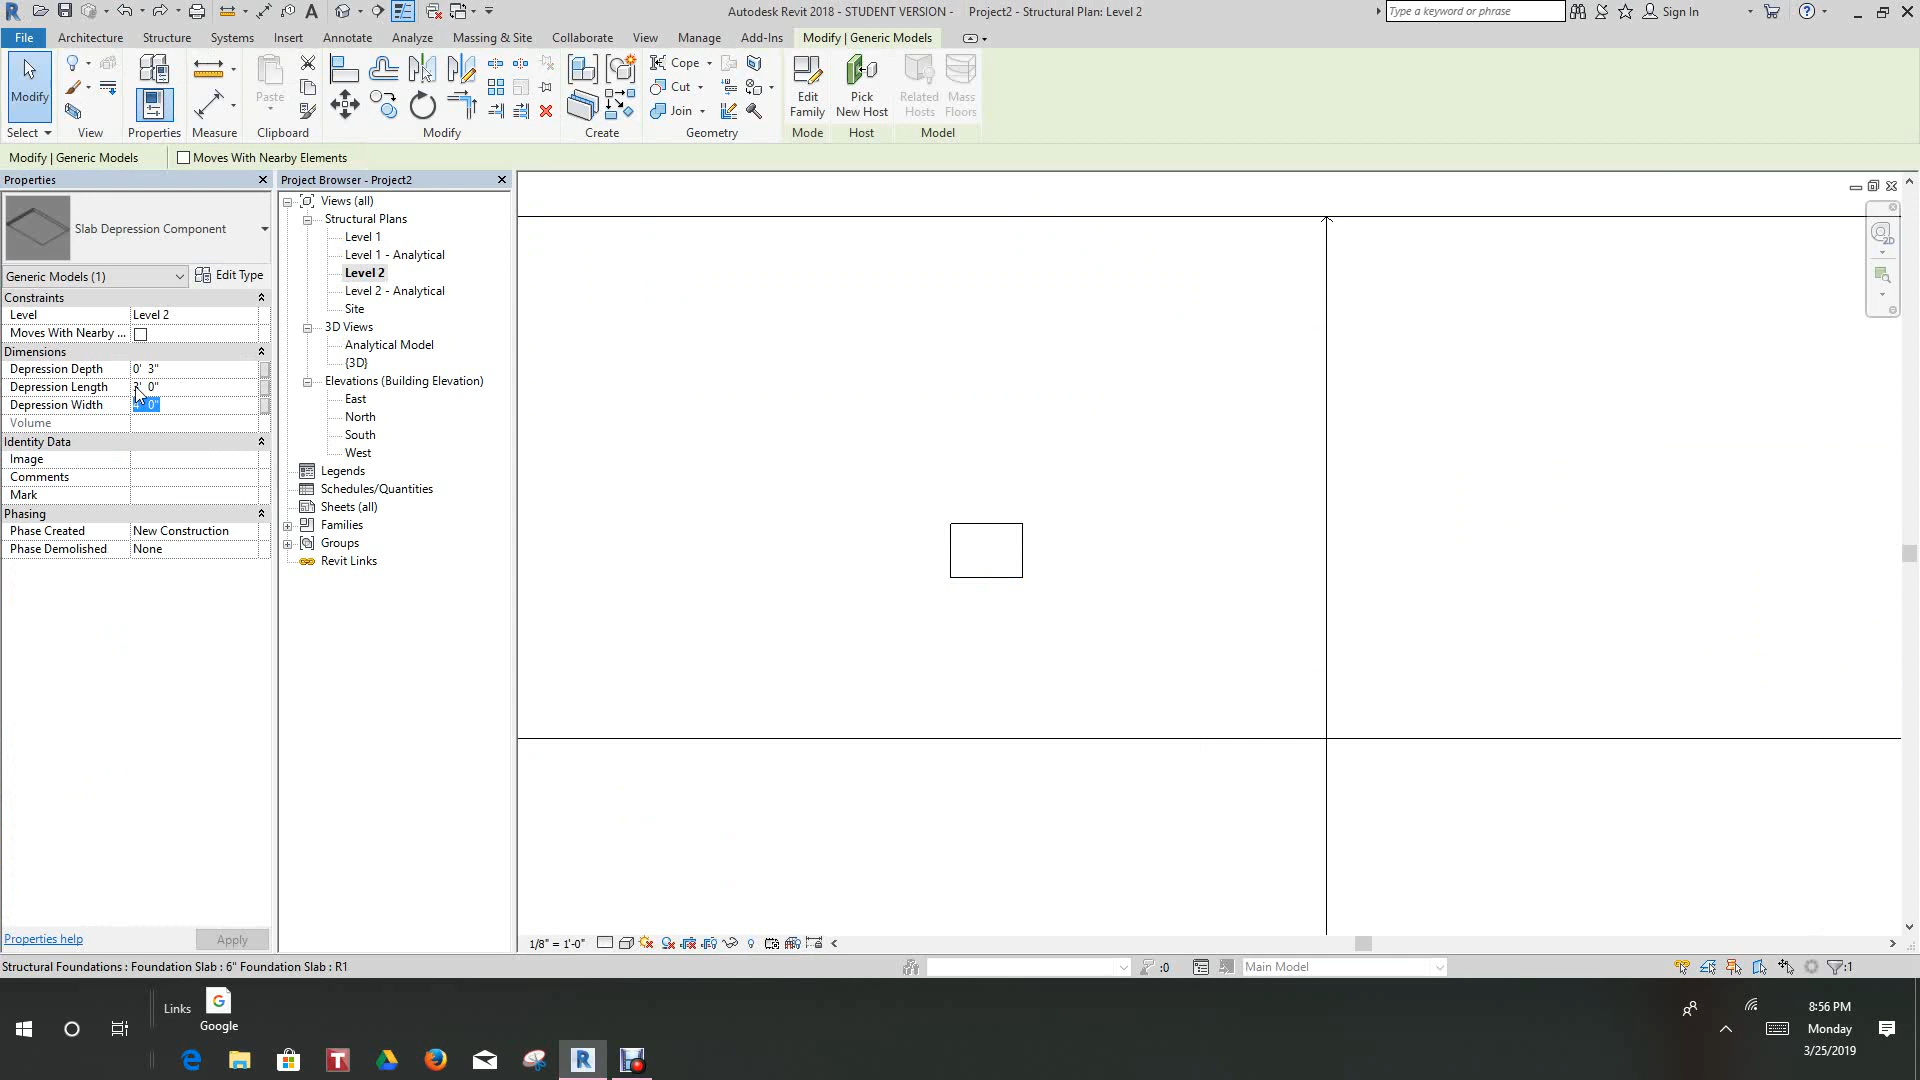 Autodesk Revit 2018 - STUDENT VERSION - Project2 - Structural Plan: Level 2
Type a keyword or phrase
Sign In
File Architecture Structure Systems Insert Annotate Analyze Massing & Site Collaborate View Manage Add-Ins Modify | Generic Models
Modify
Paste
Cope
Cut
Join
Edit Family
Pick New Host
Related Hosts
Mass Floors
Select View Properties Measure Clipboard Modify Create Geometry Mode Host Model
Modify | Generic Models Moves With Nearby Elements
Properties
Slab Depression Component
Generic Models (1) Edit Type
Constraints
Level Level 2
Moves With Nearby ...
Dimensions
Depression Depth 0' 3"
Depression Length 3' 0"
Depression Width 4' 0"
Volume
Identity Data
Image
Comments
Mark
Phasing
Phase Created New Construction
Phase Demolished None
Properties help Apply
Project Browser - Project2
Views (all)
Structural Plans
Level 1
Level 1 - Analytical
Level 2
Level 2 - Analytical
Site
3D Views
Analytical Model
{3D}
Elevations (Building Elevation)
East
North
South
West
Legends
Schedules/Quantities
Sheets (all)
Families
Groups
Revit Links
2D
1/8" = 1'-0"
Structural Foundations : Foundation Slab : 6" Foundation Slab : R1
:0
Main Model
:1
Links
Google
8:56 PM
Monday
3/25/2019